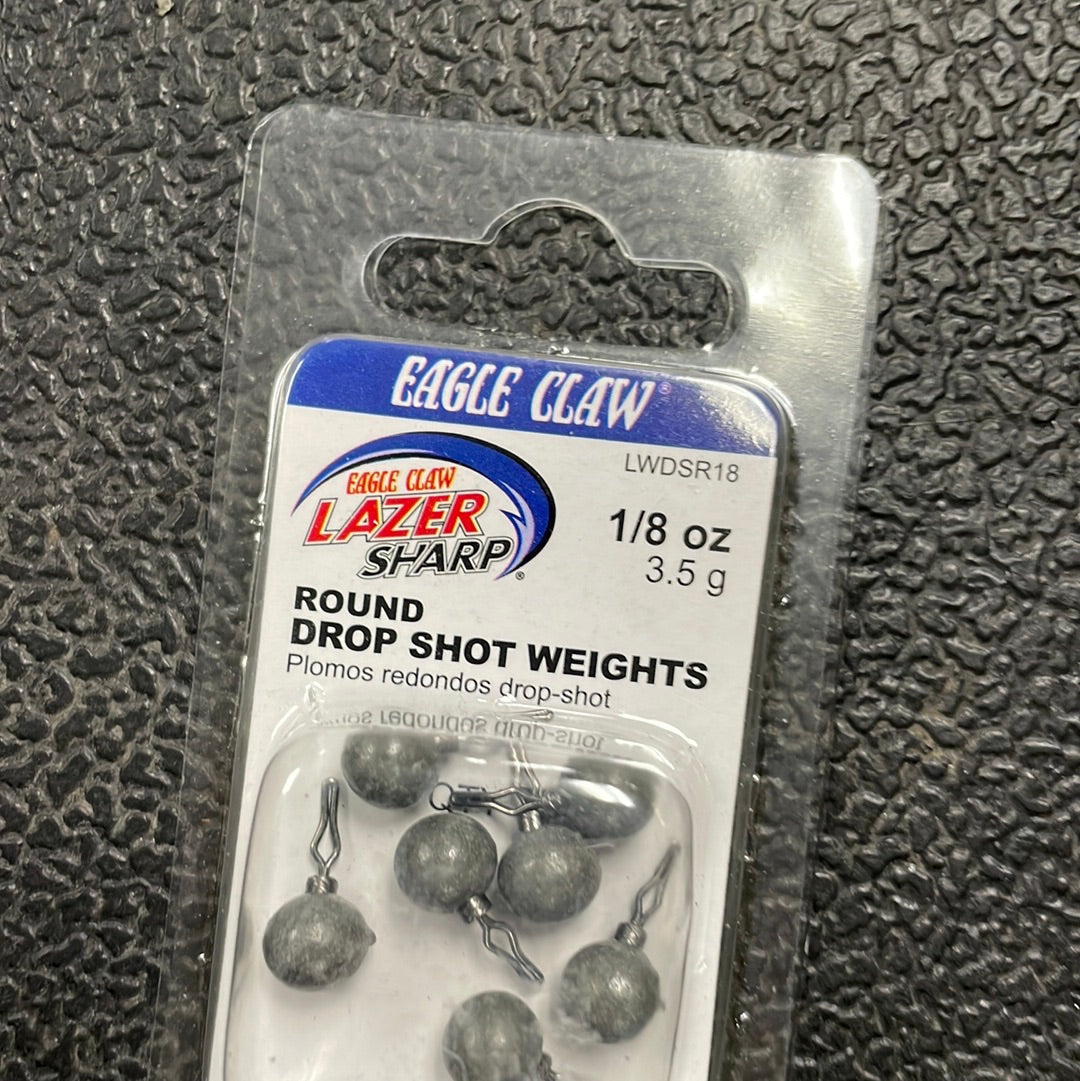 EAGLE CLAW®
LWDSR18
EAGLE CLAW
LAZER
SHARP®
1/8 oz
3.5 g
ROUND
DROP SHOT WEIGHTS
Plomos redondos drop-shot